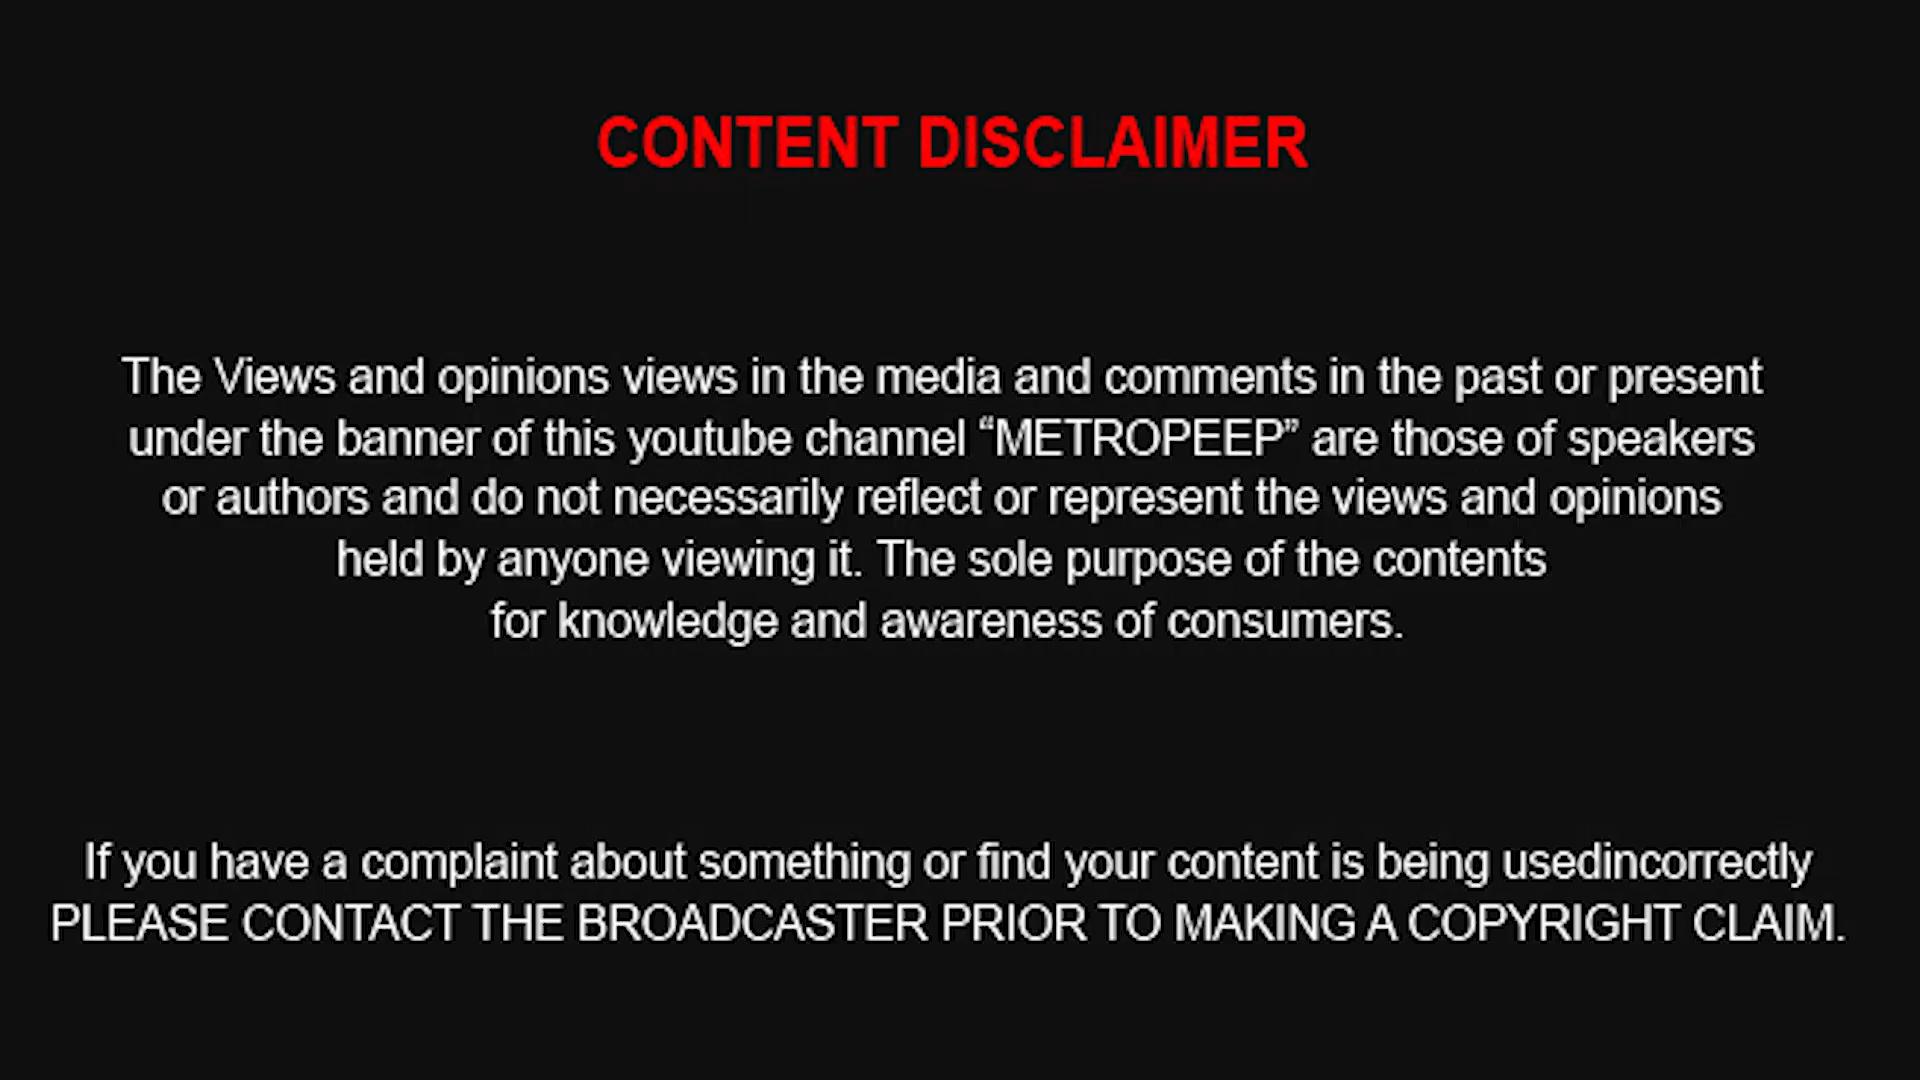 CONTENT DISCLAIMER
The Views and opinions views in the media and comments in the past or present
under the banner of this youtube channel “METROPEEP” are those of speakers
or authors and do not necessarily reflect or represent the views and opinions
held by anyone viewing it. The sole purpose of the contents
for knowledge and awareness of consumers.
If you have a complaint about something or find your content is being usedincorrectly
PLEASE CONTACT THE BROADCASTER PRIOR TO MAKING A COPYRIGHT CLAIM.